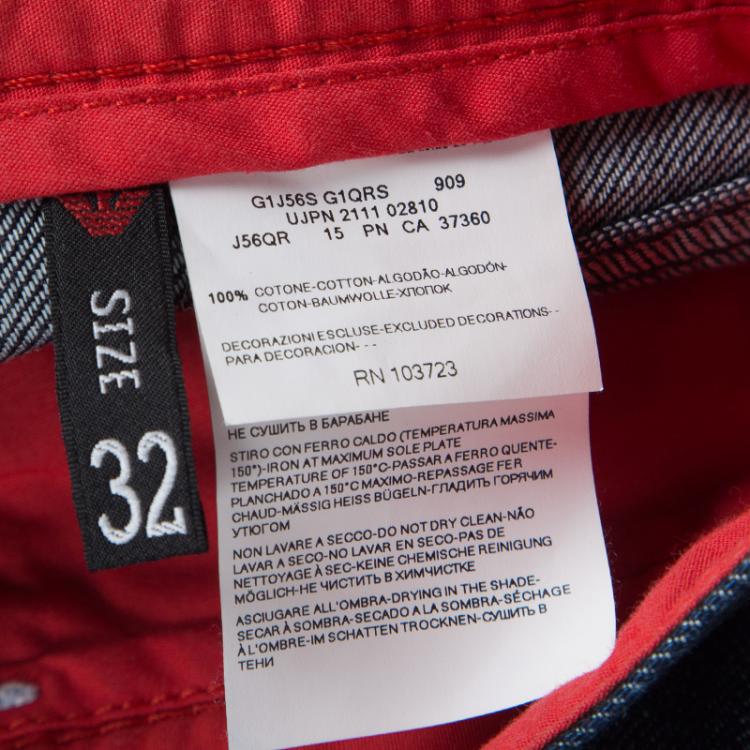 SIZE
32
G1J56S G1QRS 909
UJPN 2111 02810
J56QR 15 PN CA 37360
100% COTONE-COTTON-ALGODÃO-ALGODÓN-
COTON-BAUMWOLLE-ХЛОПОК
DECORAZIONI ESCLUSE-EXCLUDED DECORATIONS--
PARA DECORACION---
RN 103723
НЕ СУШИТЬ В БАРАБАНЕ
STIRO CON FERRO CALDO (TEMPERATURA MASSIMA
150°)-IRON AT MAXIMUM SOLE PLATE
TEMPERATURE OF 150°C-PASSAR A FERRO QUENTE-
PLANCHADO A 150°C MAXIMO-REPASSAGE FER
CHAUD-MÄSSIG HEISS BÜGELN-ГЛАДИТЬ ГОРЯЧИМ
УТЮГОМ
NON LAVARE A SECCO-DO NOT DRY CLEAN-NÃO
LAVAR A SECO-NO LAVAR EN SECO-PAS DE
NETTOYAGE À SEC-KEINE CHEMISCHE REINIGUNG
MÖGLICH-НЕ ЧИСТИТЬ В ХИМЧИСТКЕ
ASCIUGARE ALL'OMBRA-DRYING IN THE SHADE-
SECAR Á SOMBRA-SECADO A LA SOMBRA-SÉCHAGE
À L'OMBRE-IM SCHATTEN TROCKNEN-СУШИТЬ В
ТЕНИ